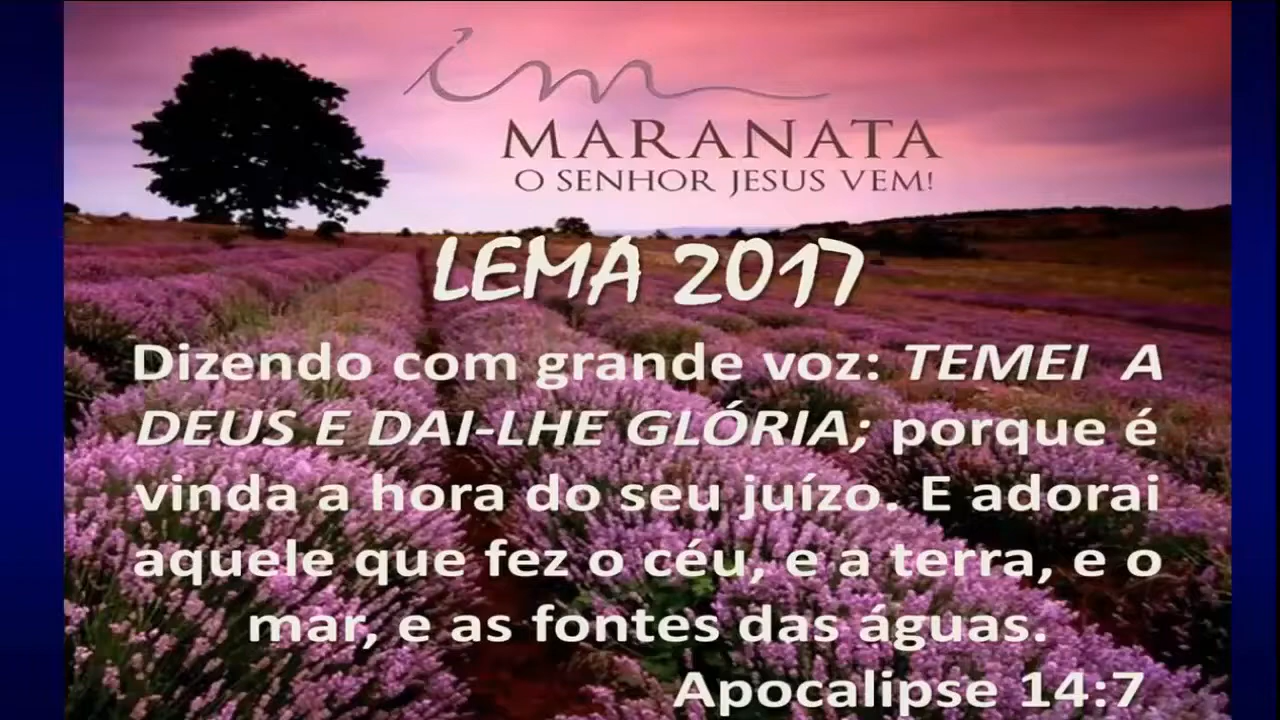 im
MARANATA
O SENHOR JESUS VEM!
LEMA 2017
Dizendo com grande voz: TEMEI A
DEUS E DAI-LHE GLÓRIA; porque é
vinda a hora do seu juízo. E adorai
aquele que fez o céu, e a terra, e o
mar, e as fontes das águas.
Apocalipse 14:7